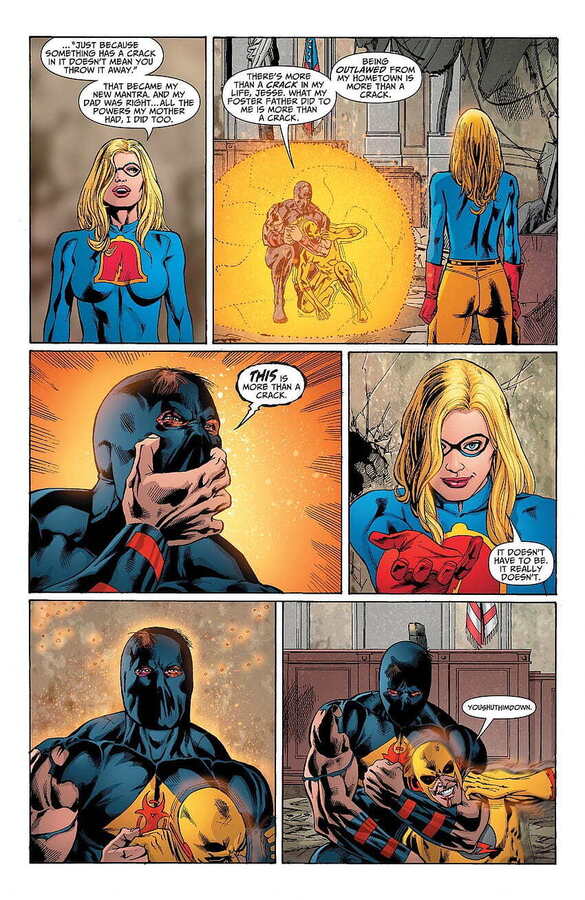 ..."JUST BECAUSE
SOMETHING HAS A CRACK
IN IT DOESN'T MEAN YOU
THROW IT AWAY."
THAT BECAME MY
NEW MANTRA. AND MY
DAD WAS RIGHT...ALL THE
POWERS MY MOTHER
HAD, I DID TOO.
THERE'S MORE
THAN A CRACK IN MY
LIFE, JESSE. WHAT MY
FOSTER FATHER DID TO
ME IS MORE THAN
A CRACK.
BEING
OUTLAWED FROM
MY HOMETOWN IS
MORE THAN A
CRACK.
THIS IS
MORE THAN A
CRACK.
IT DOESN'T
HAVE TO BE.
IT REALLY
DOESN'T.
YOUSHUTHIMDOWN.